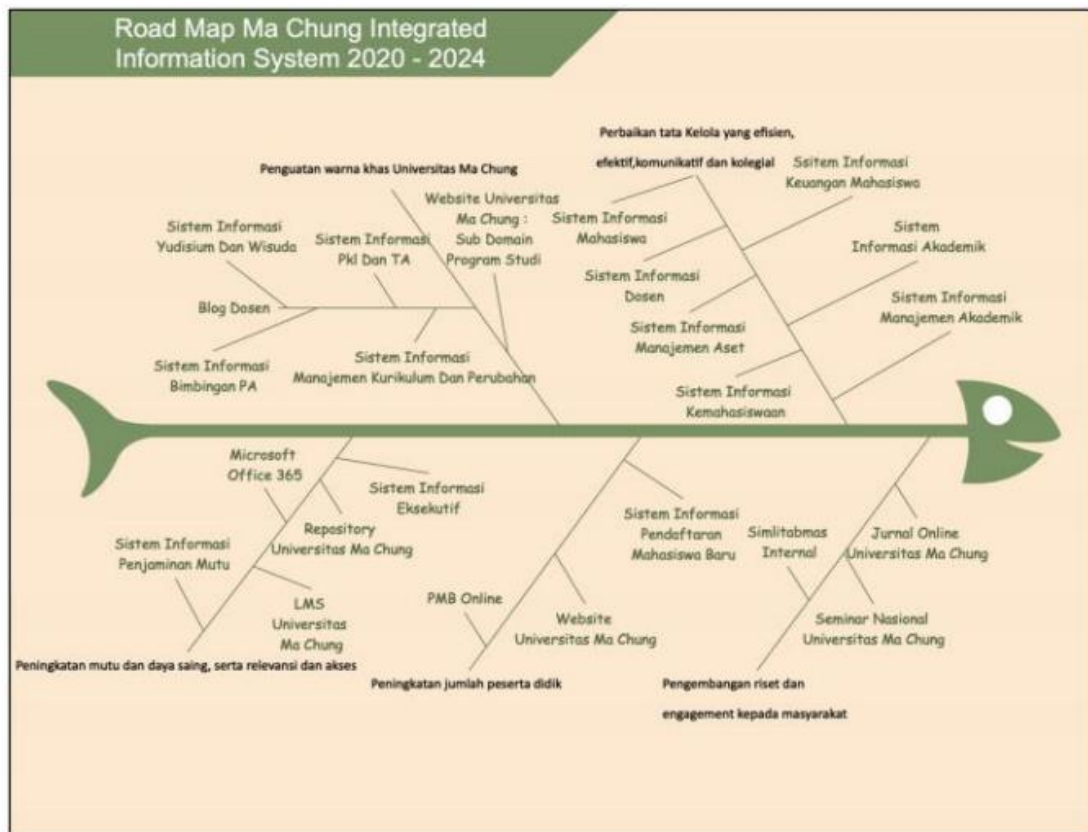 Road Map Ma Chung Integrated
Information System 2020 - 2024
Penguatan warna khas Universitas Ma Chung
Sistem Informasi
Yudisium Dan Wisuda
Sistem Informasi
Pkl Dan TA
Website Universitas
Ma Chung :
Sub Domain
Program Studi
Blog Dosen
Sistem Informasi
Bimbingan PA
Sistem Informasi
Manajemen Kurikulum Dan Perubahan
Perbaikan tata Kelola yang efisien,
efektif,komunikatif dan kolegial
Ssitem Informasi
Keuangan Mahasiswa
Sistem Informasi
Mahasiswa
Sistem
Informasi Akademik
Sistem Informasi
Dosen
Sistem Informasi
Manajemen Akademik
Sistem Informasi
Manajemen Aset
Sistem Informasi
Kemahasiswaan
Microsoft
Office 365
Sistem Informasi
Eksekutif
Repository
Universitas Ma Chung
Sistem Informasi
Penjaminan Mutu
LMS
Universitas
Ma Chung
Peningkatan mutu dan daya saing, serta relevansi dan akses
Sistem Informasi
Pendaftaran
Mahasiswa Baru
PMB Online
Website
Universitas Ma Chung
Peningkatan jumlah peserta didik
Simlitabmas
Internal
Jurnal Online
Universitas Ma Chung
Seminar Nasional
Universitas Ma Chung
Pengembangan riset dan
engagement kepada masyarakat